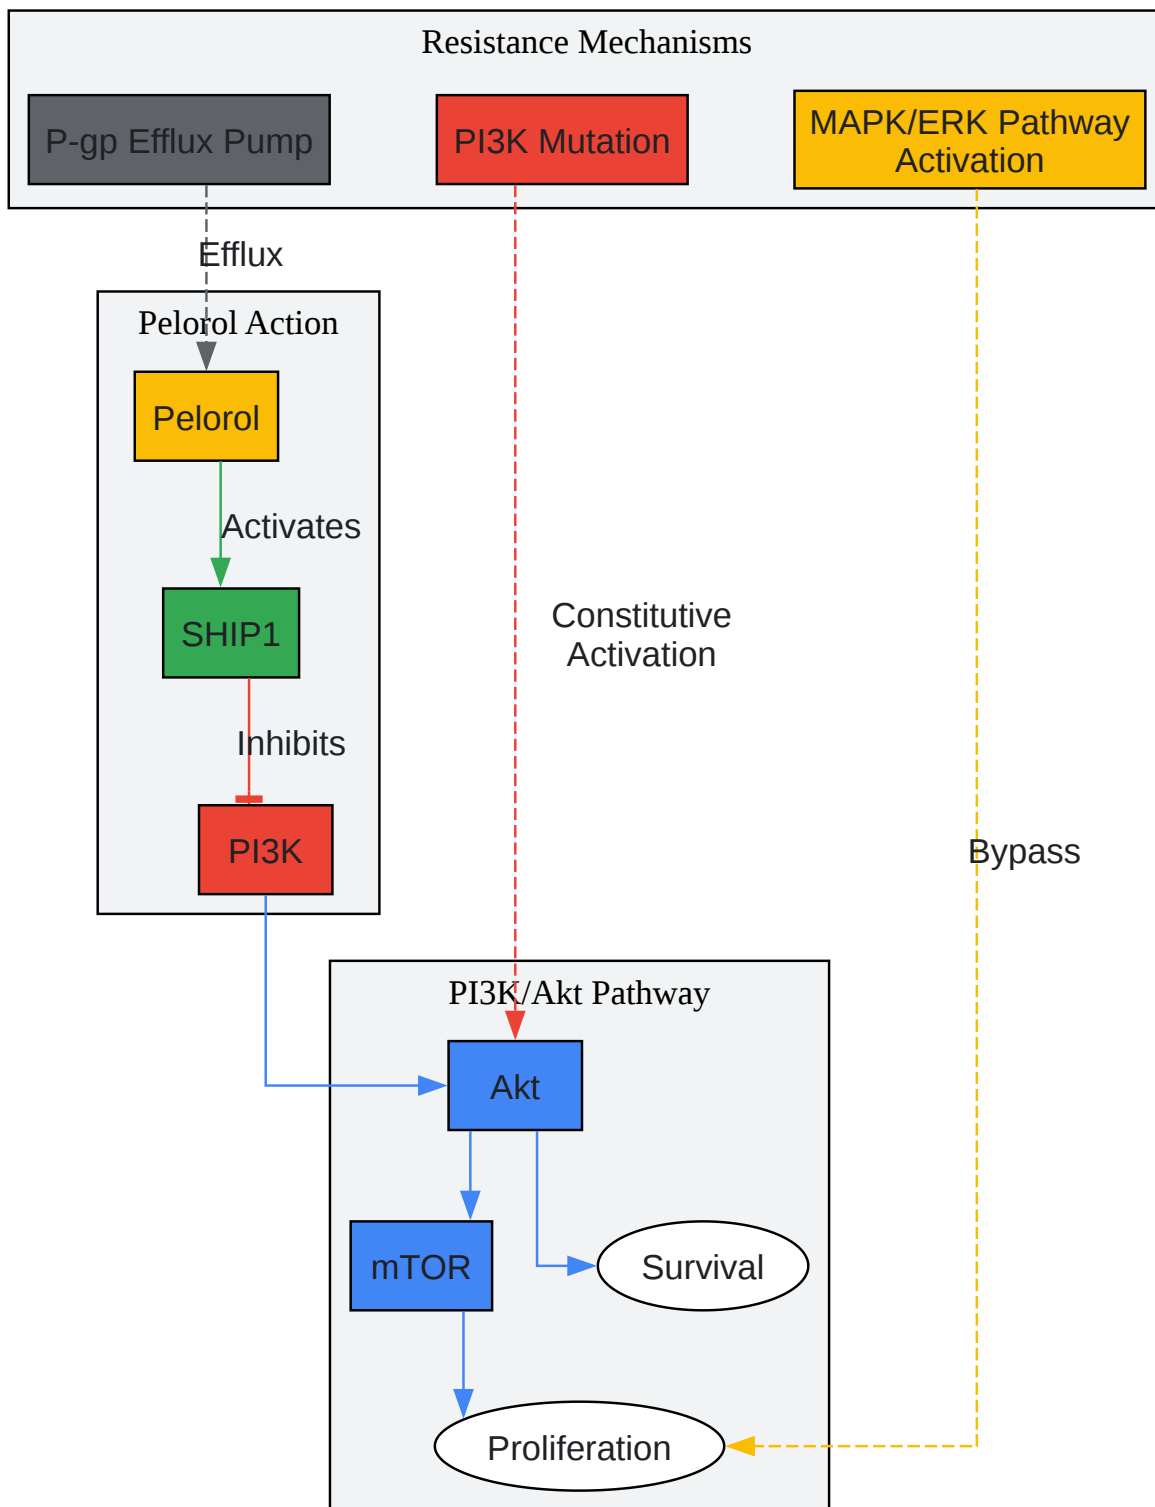 Resistance Mechanisms
P-gp Efflux Pump
PI3K Mutation
MAPK/ERK Pathway
Activation
Efflux
Pelorol Action
Pelorol
Activates
SHIP1
Constitutive
Activation
Inhibits
PI3K
Bypass
PI3K/Akt Pathway
Akt
mTOR
Survival
Proliferation